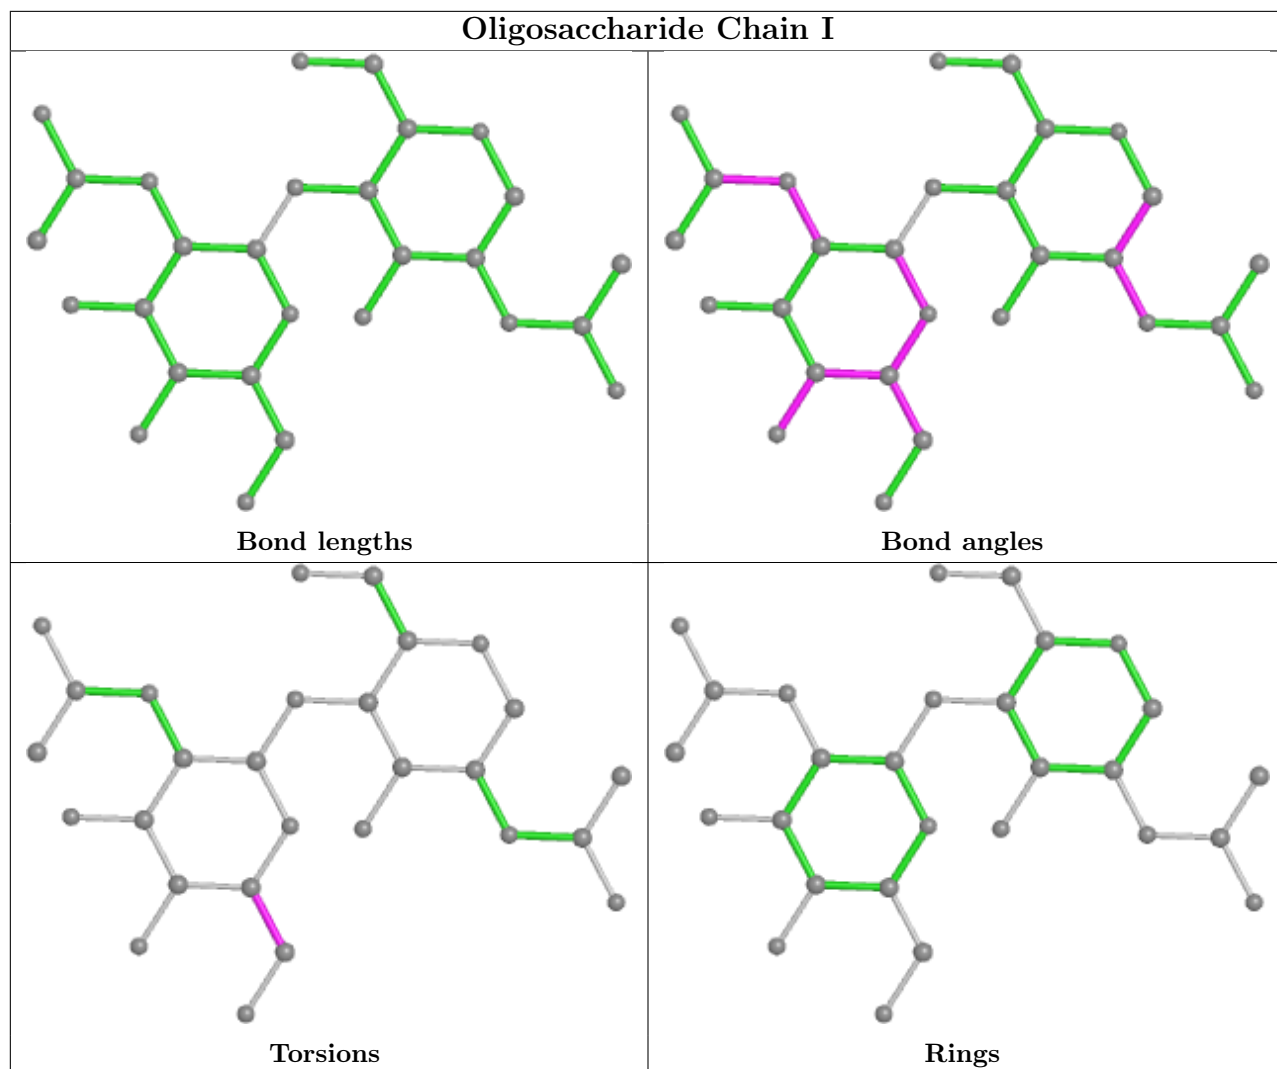 Oligosaccharide Chain I
Bond lengths
Bond angles
Torsions
Rings